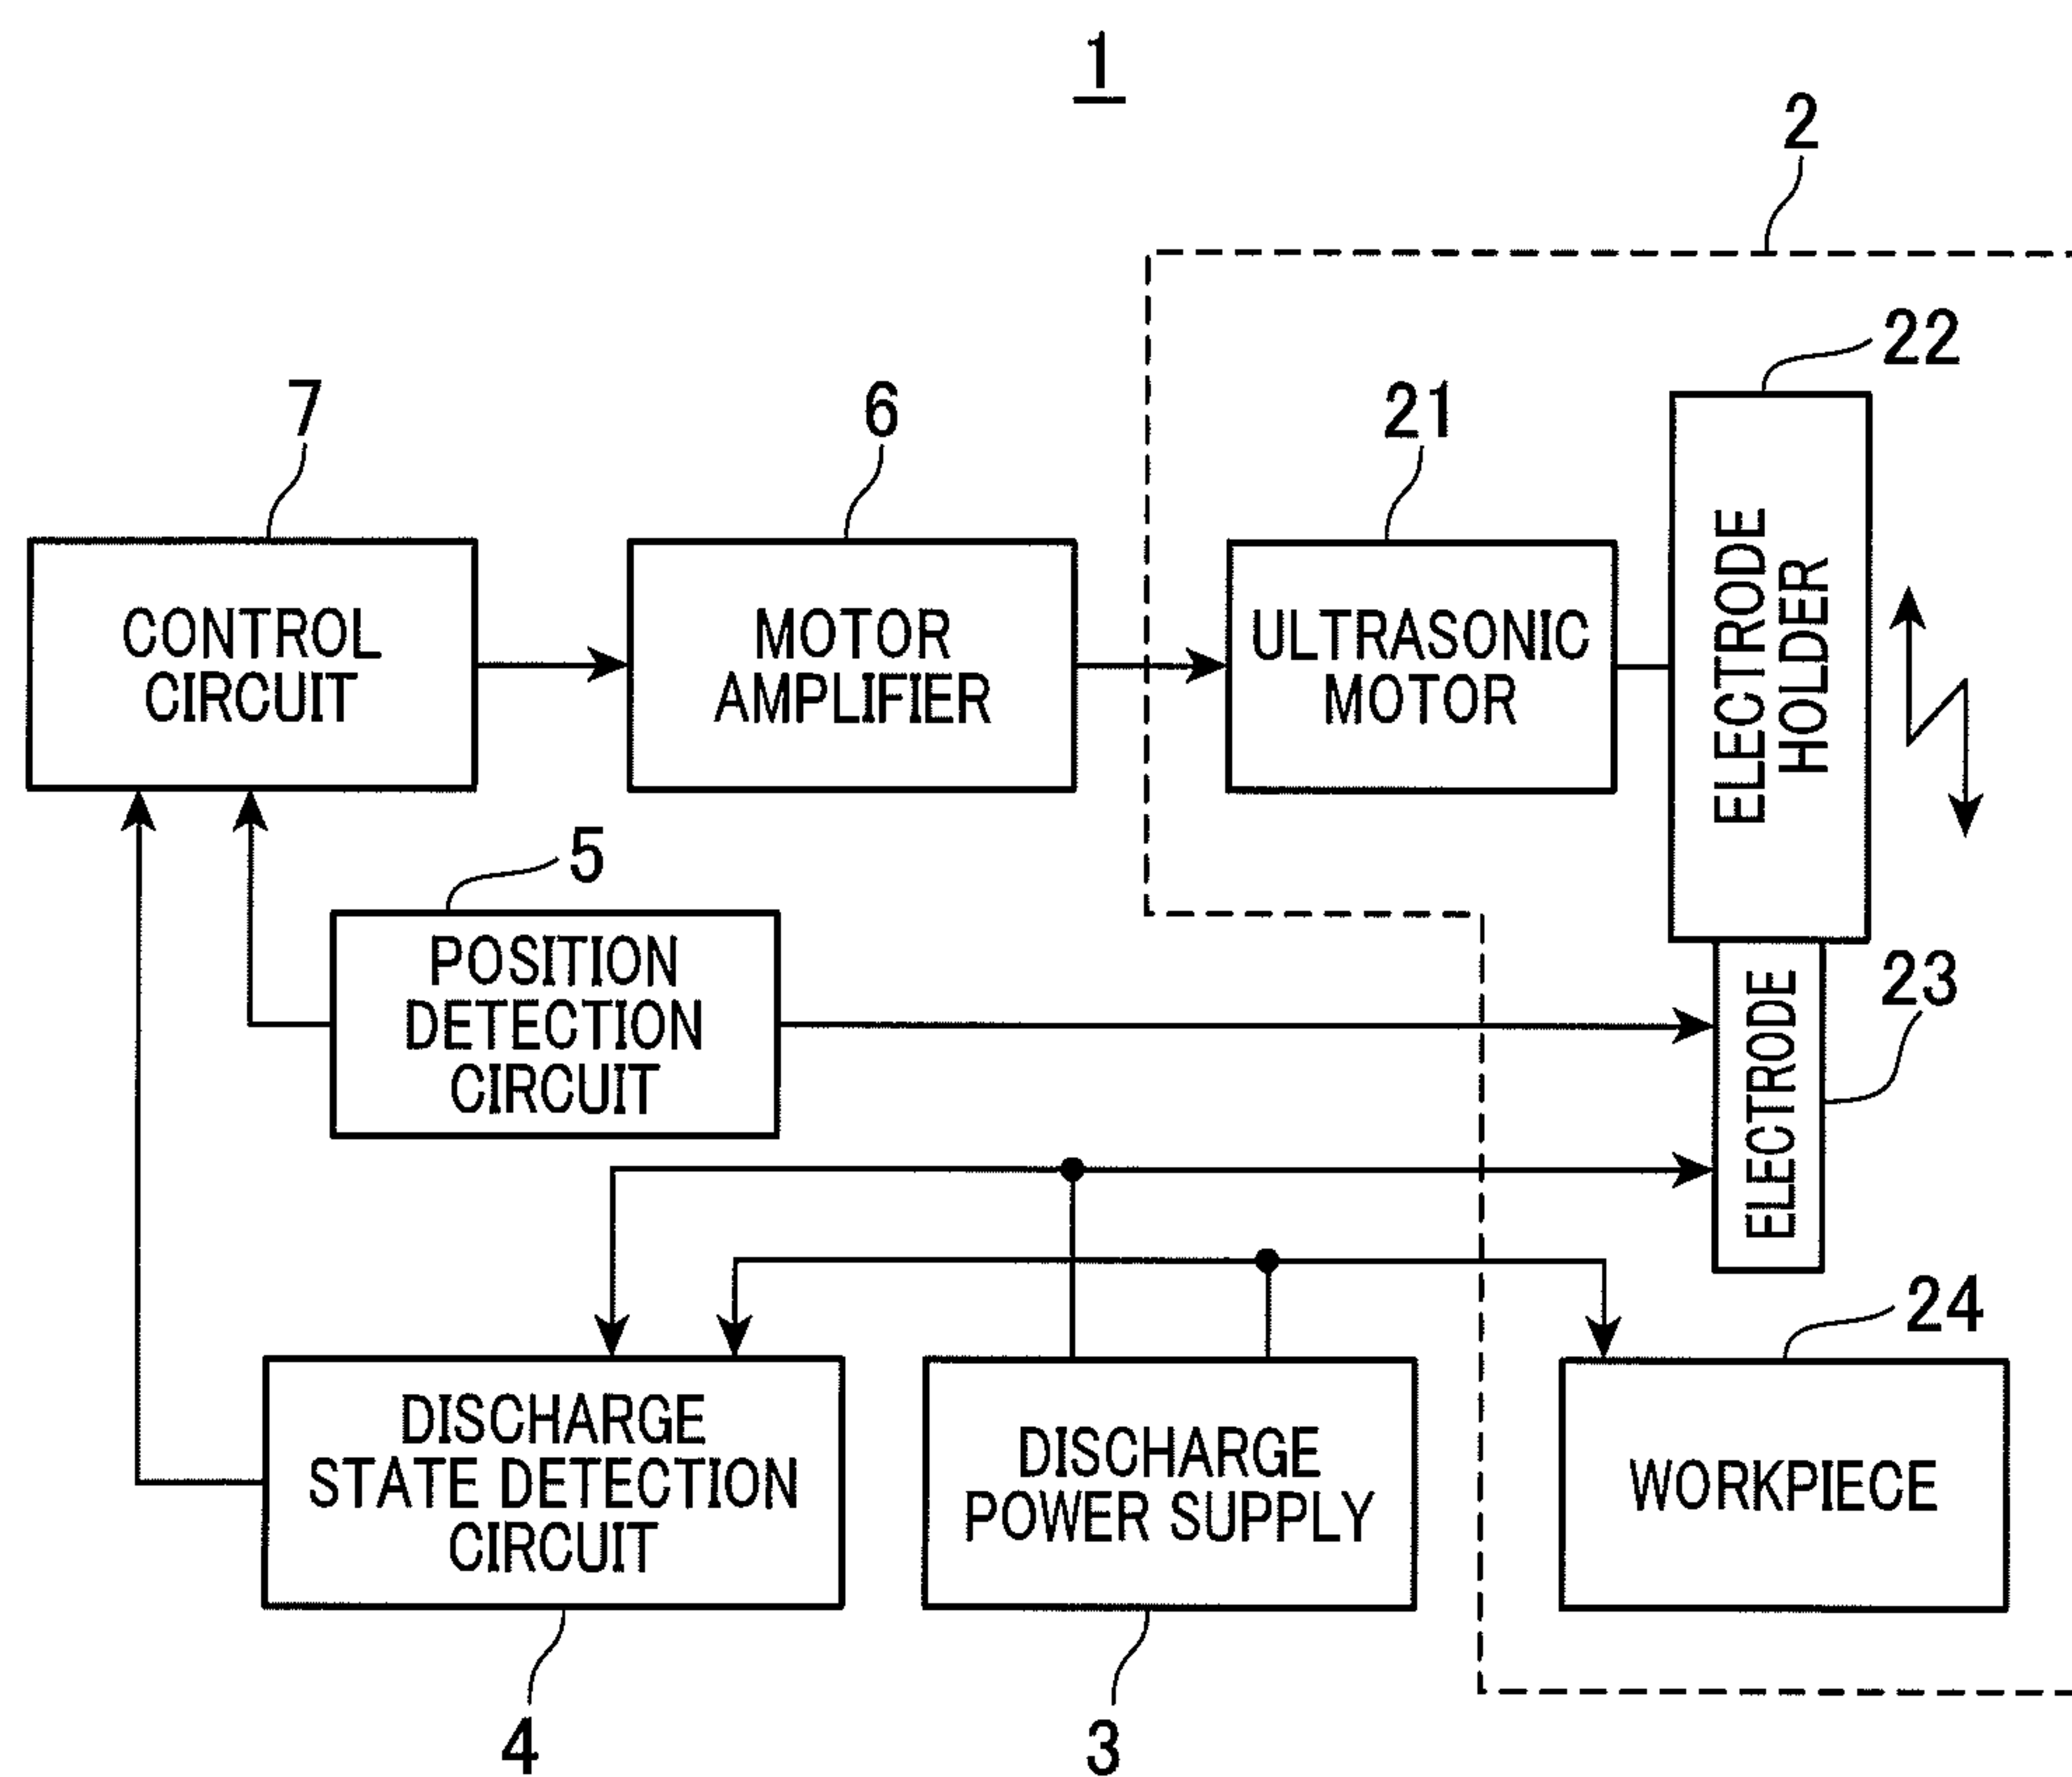 1
2
22
7
6
21
CONTROL
CIRCUIT
MOTOR
AMPLIFIER
ULTRASONIC
MOTOR
ELECTRODE
HOLDER
5
POSITION
DETECTION
CIRCUIT
23
ELECTRODE
24
DISCHARGE
STATE DETECTION
CIRCUIT
DISCHARGE
POWER SUPPLY
WORKPIECE
4
3